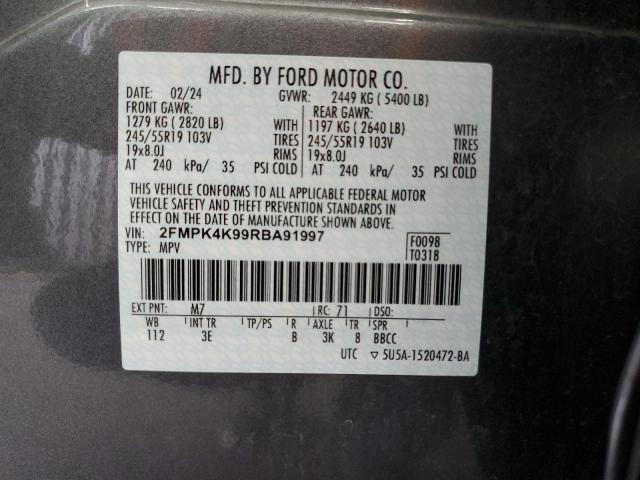 MFD. BY FORD MOTOR CO.
DATE: 02/24 GVWR: 2449 KG (5400 LB)
FRONT GAWR: REAR GAWR:
1279 KG (2820 LB) WITH 1197 KG (2640 LB) WITH
245/55R19 103V TIRES 245/55R19 103V TIRES
19x8.0J RIMS 19x8.0J RIMS
AT 240 kPa/ 35 PSI COLD AT 240 kPa/ 35 PSI COLD
THIS VEHICLE CONFORMS TO ALL APPLICABLE FEDERAL MOTOR
VEHICLE SAFETY AND THEFT PREVENTION STANDARDS IN
EFFECT ON THE DATE OF MANUFACTURE SHOWN ABOVE.
VIN: 2FMPK4K99RBA91997 F0098
TYPE: MPV T0318
EXT PNT: M7 RC: 71 DSO:
WB INT TR TP/PS R AXLE TR SPR
112 3E B 3K 8 BBCC
UTC ▽ 5U5A-1520472-BA